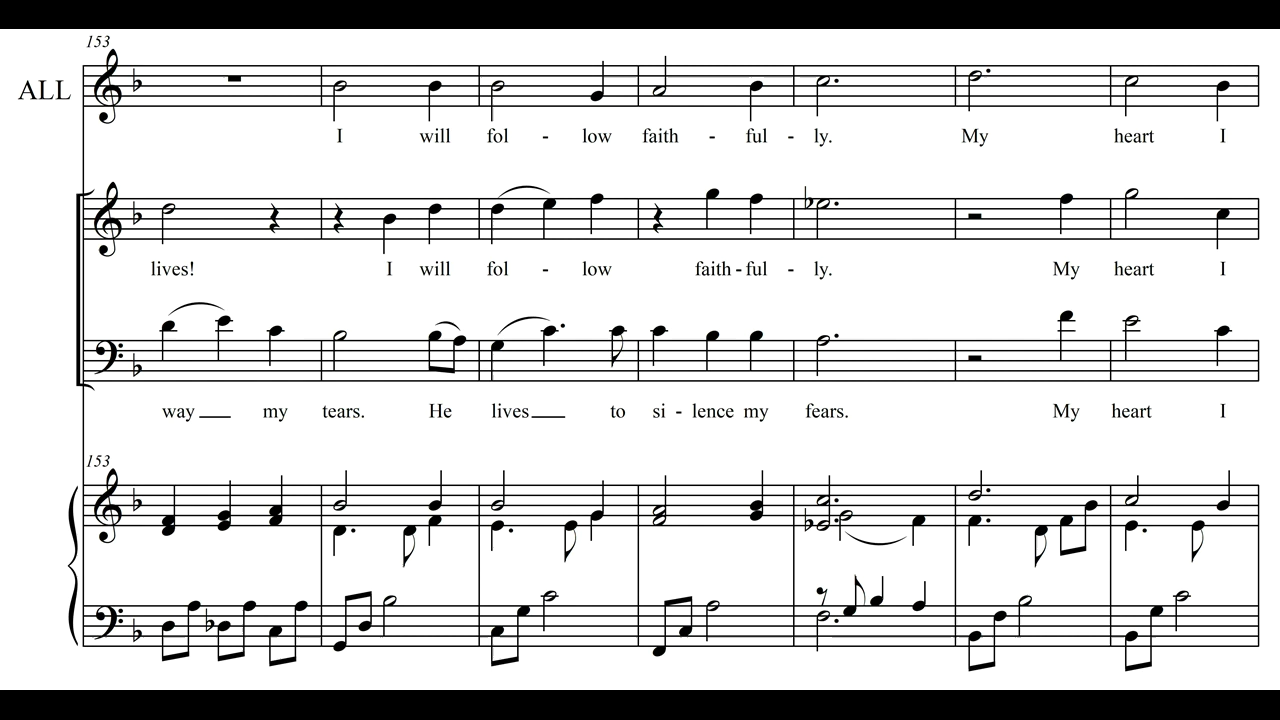 153
ALL
I will fol - low faith - ful - ly. My heart I
lives! I will fol - low faith - ful - ly. My heart I
way my tears. He lives to si - lence my fears. My heart I
153